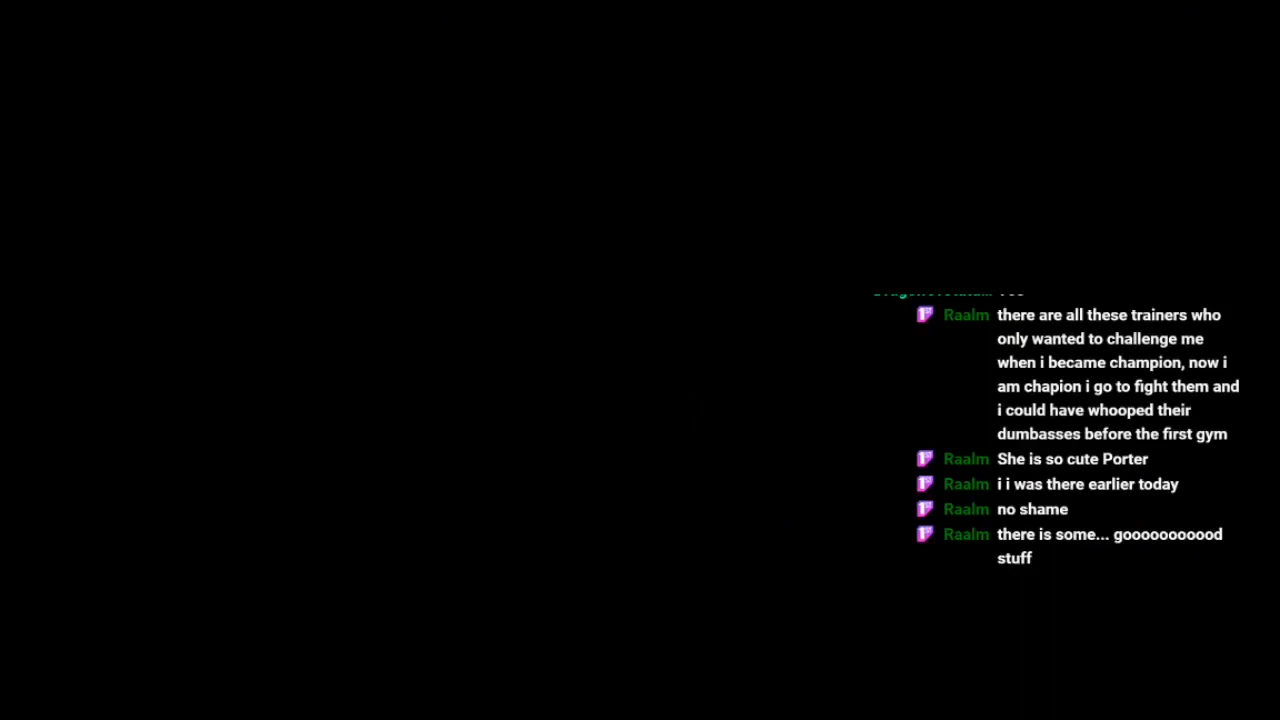 Raalm there are all these trainers who
only wanted to challenge me
when i became champion, now i
am chapion i go to fight them and
i could have whooped their
dumbasses before the first gym
Raalm She is so cute Porter
Raalm i i was there earlier today
Raalm no shame
Raalm there is some... gooooooooood
stuff